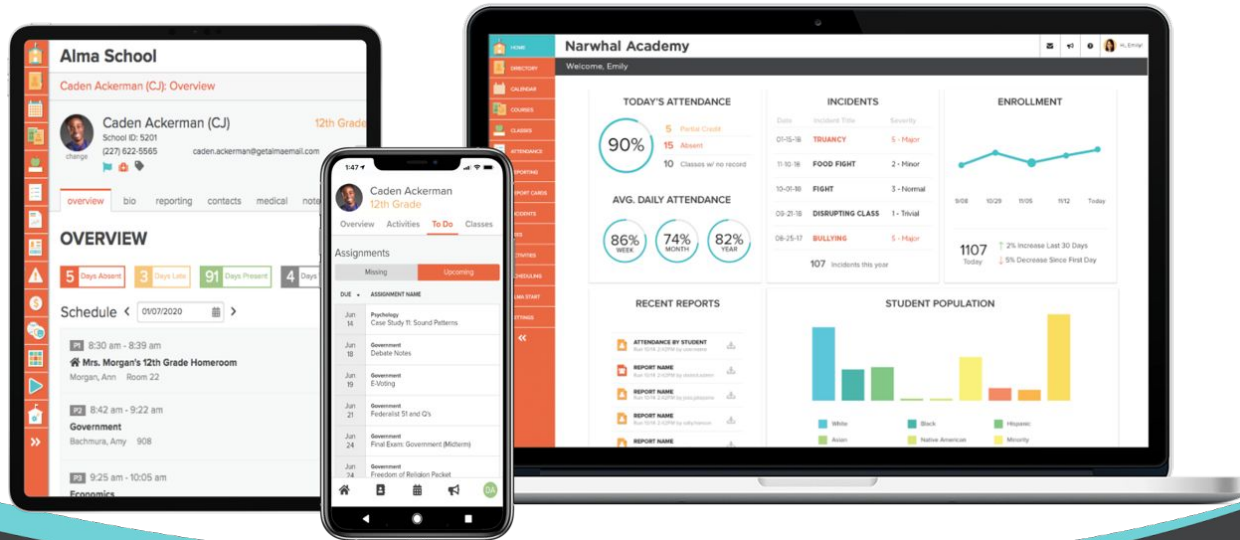 Alma School
Caden Ackerman (CJ): Overview
Caden Ackerman (CJ)
12th Grade
School ID: 5201
(227) 622-5565
caden.ackerman@getalmaemail.com
change
overview
bio
reporting
contacts
medical
OVERVIEW
5 Days Absent
3 Days Late
91 Days Present
4 Days
Schedule < 01/07/2020 >
P1 8:30 am - 8:39 am
Mrs. Morgan's 12th Grade Homeroom
Morgan, Ann Room 22
P2 8:42 am - 9:22 am
Government
Bachmura, Amy 908
P3 9:25 am - 10:05 am
Economics
»
1:47
Caden Ackerman
12th Grade
Overview Activities To Do Classes
Assignments
Missing Upcoming
DUE ASSIGNMENT NAME
Jun 14
Psychology
Case Study 11: Sound Patterns
Jun 18
Government
Debate Notes
Jun 19
Government
E-Voting
Jun 21
Government
Federalist 51 and Q's
Jun 24
Government
Final Exam: Government (Midterm)
Jun 24
Government
Freedom of Religion Packet
DA
HOME
DIRECTORY
CALENDAR
COURSES
CLASSES
ATTENDANCE
REPORTING
REPORT CARDS
INCIDENTS
ACTIVITIES
SCHEDULING
SETTINGS
«
Narwhal Academy
Hi, Emily!
Welcome, Emily
TODAY'S ATTENDANCE
90%
5 Partial Credit
15 Absent
10 Classes w/ no record
AVG. DAILY ATTENDANCE
86% WEEK
74% MONTH
82% YEAR
INCIDENTS
Date Incident Title Severity
01-15-18 TRUANCY 5 - Major
11-10-18 FOOD FIGHT 2 - Minor
10-01-18 FIGHT 3 - Normal
09-21-18 DISRUPTING CLASS 1 - Trivial
08-25-17 BULLYING 5 - Major
107 Incidents this year
ENROLLMENT
9/08 10/29 11/05 11/12 Today
1107 Today
↑ 2% Increase Last 30 Days
↓ 5% Decrease Since First Day
RECENT REPORTS
ATTENDANCE BY STUDENT
REPORT NAME
REPORT NAME
REPORT NAME
REPORT NAME
STUDENT POPULATION
White
Black
Hispanic
Asian
Native American
Minority